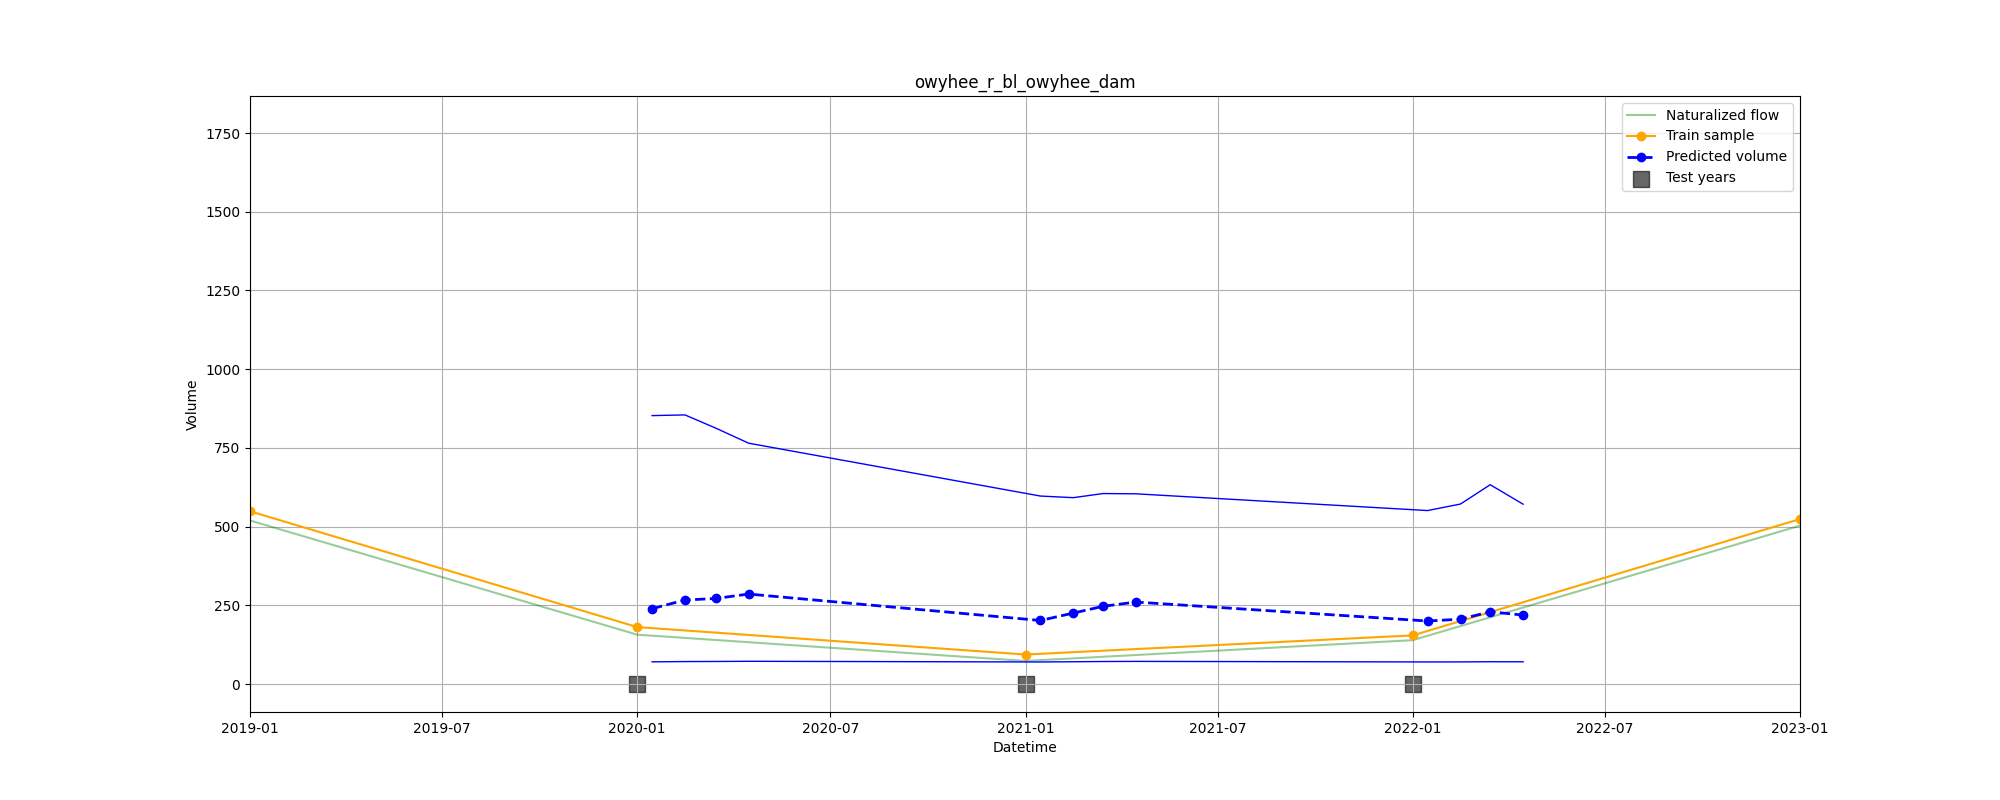 owyhee_r_bl_owyhee_dam
Naturalized flow
Train sample
Predicted volume
Test years
1750
1500
1250
1000
750
500
250
0
Volume
2019-01 2019-07 2020-01 2020-07 2021-01 2021-07 2022-01 2022-07 2023-01
Datetime